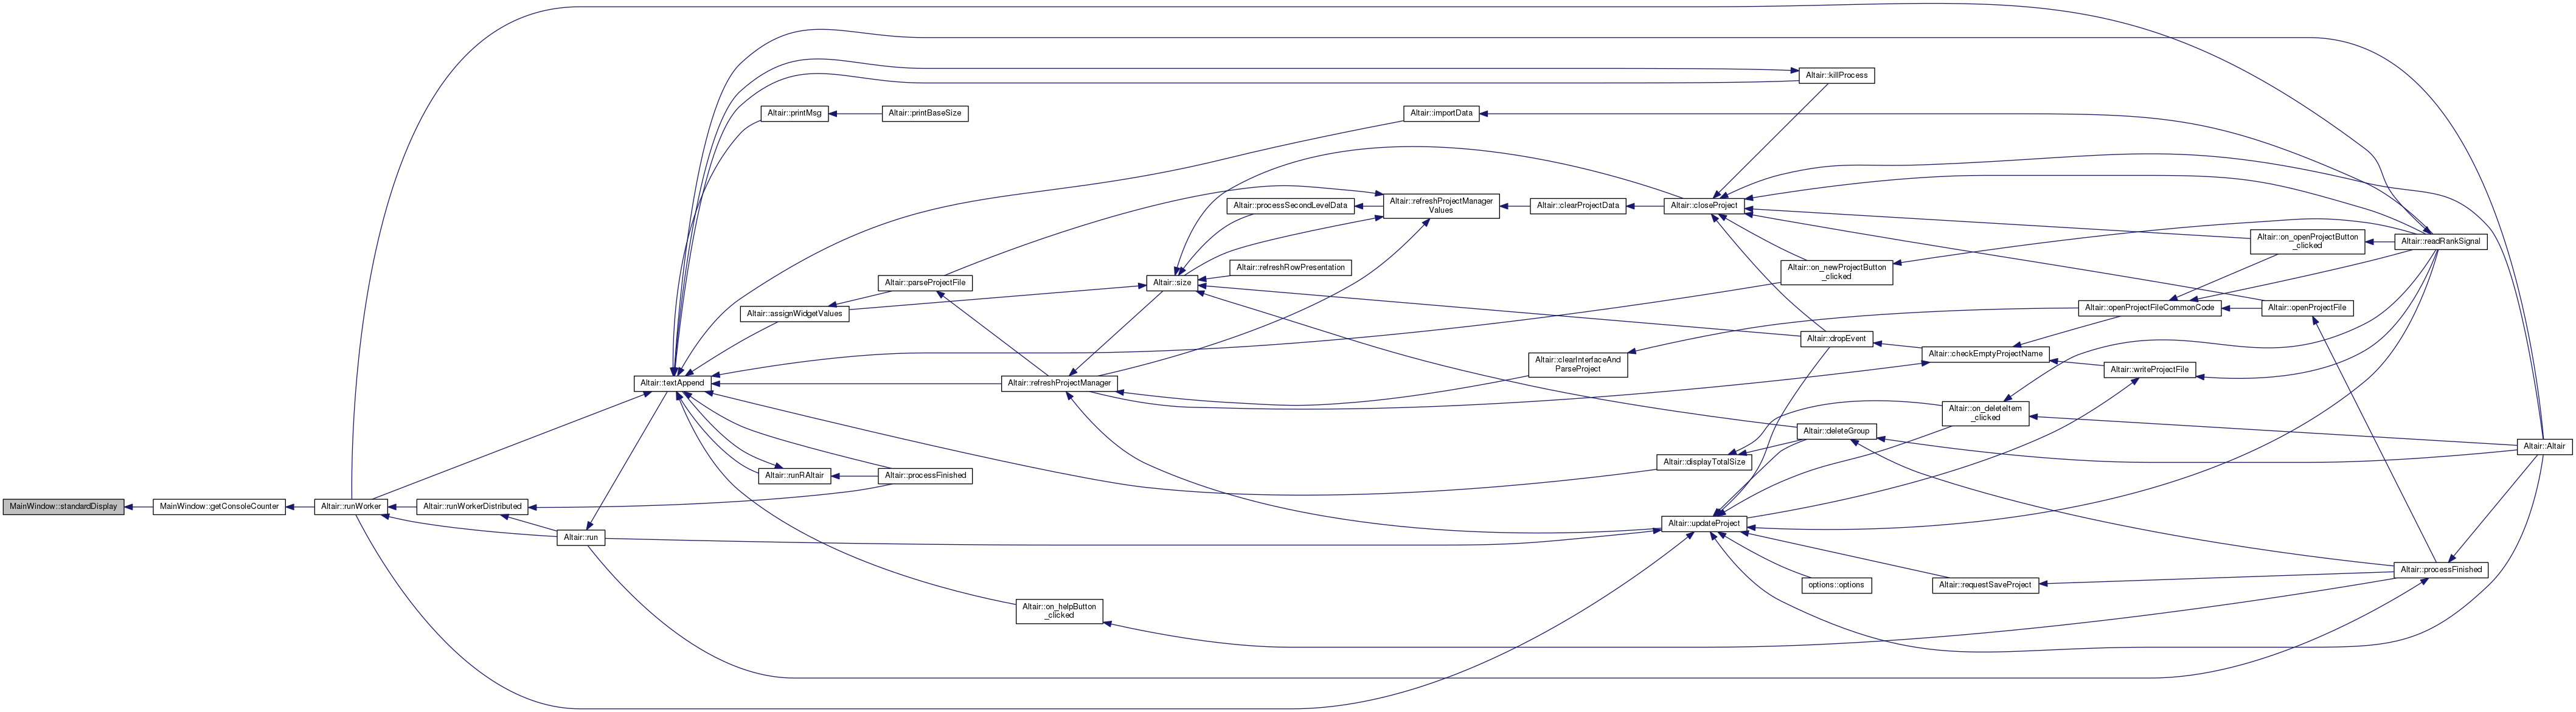 MainWindow::standardDisplay
MainWindow::getConsoleCounter
Altair::runWorker
Altair::runWorkerDistributed
Altair::run
Altair::textAppend
Altair::printMsg
Altair::assignWidgetValues
Altair::runRAltair
Altair::printBaseSize
Altair::parseProjectFile
Altair::processFinished
Altair::refreshProjectManager
Altair::on_helpButton
_clicked
Altair::size
Altair::processSecondLevelData
Altair::refreshRowPresentation
Altair::importData
Altair::refreshProjectManager
Values
Altair::clearProjectData
Altair::clearInterfaceAnd
ParseProject
Altair::closeProject
Altair::displayTotalSize
Altair::updateProject
Altair::killProcess
Altair::on_newProjectButton
_clicked
Altair::dropEvent
Altair::deleteGroup
options::options
Altair::checkEmptyProjectName
Altair::on_deleteItem
_clicked
Altair::requestSaveProject
Altair::openProjectFileCommonCode
Altair::writeProjectFile
Altair::on_openProjectButton
_clicked
Altair::openProjectFile
Altair::readRankSignal
Altair::processFinished
Altair::Altair